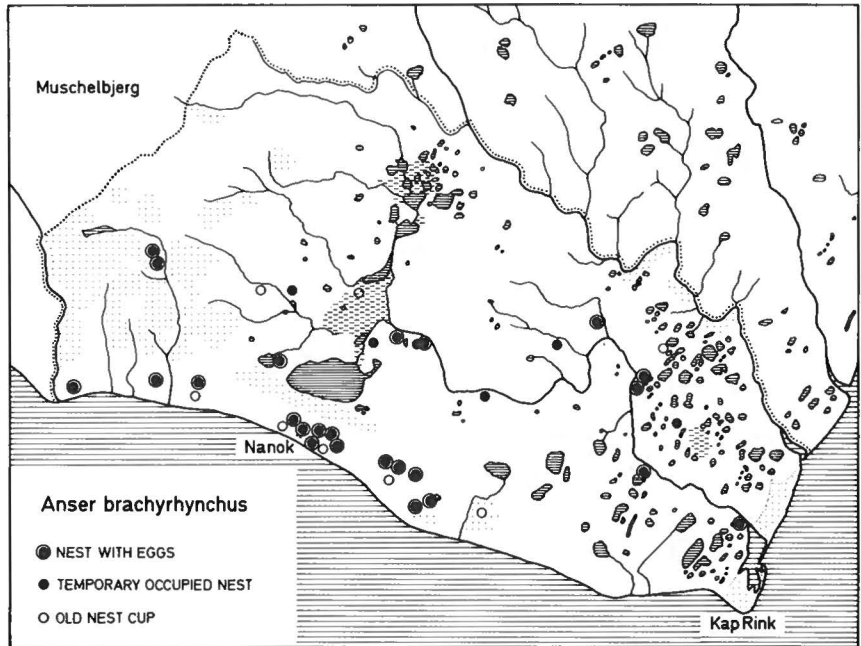 Muschelbjerg
Nanok
Anser brachyrhynchus
NEST WITH EGGS
TEMPORARY OCCUPIED NEST
OLD NEST CUP
Kap Rink